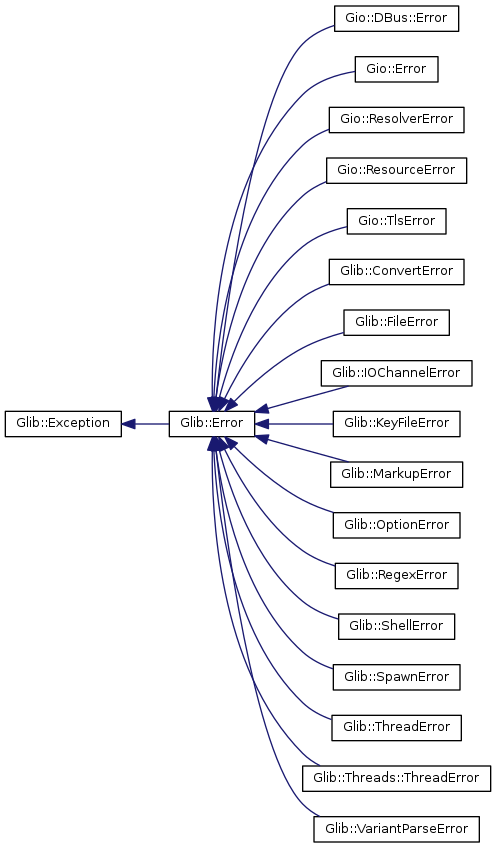 Gio::DBus::Error
Gio::Error
Gio::ResolverError
Gio::ResourceError
Gio::TlsError
Glib::ConvertError
Glib::FileError
Glib::IOChannelError
Glib::Exception
Glib::Error
Glib::KeyFileError
Glib::MarkupError
Glib::OptionError
Glib::RegexError
Glib::ShellError
Glib::SpawnError
Glib::ThreadError
Glib::Threads::ThreadError
Glib::VariantParseError